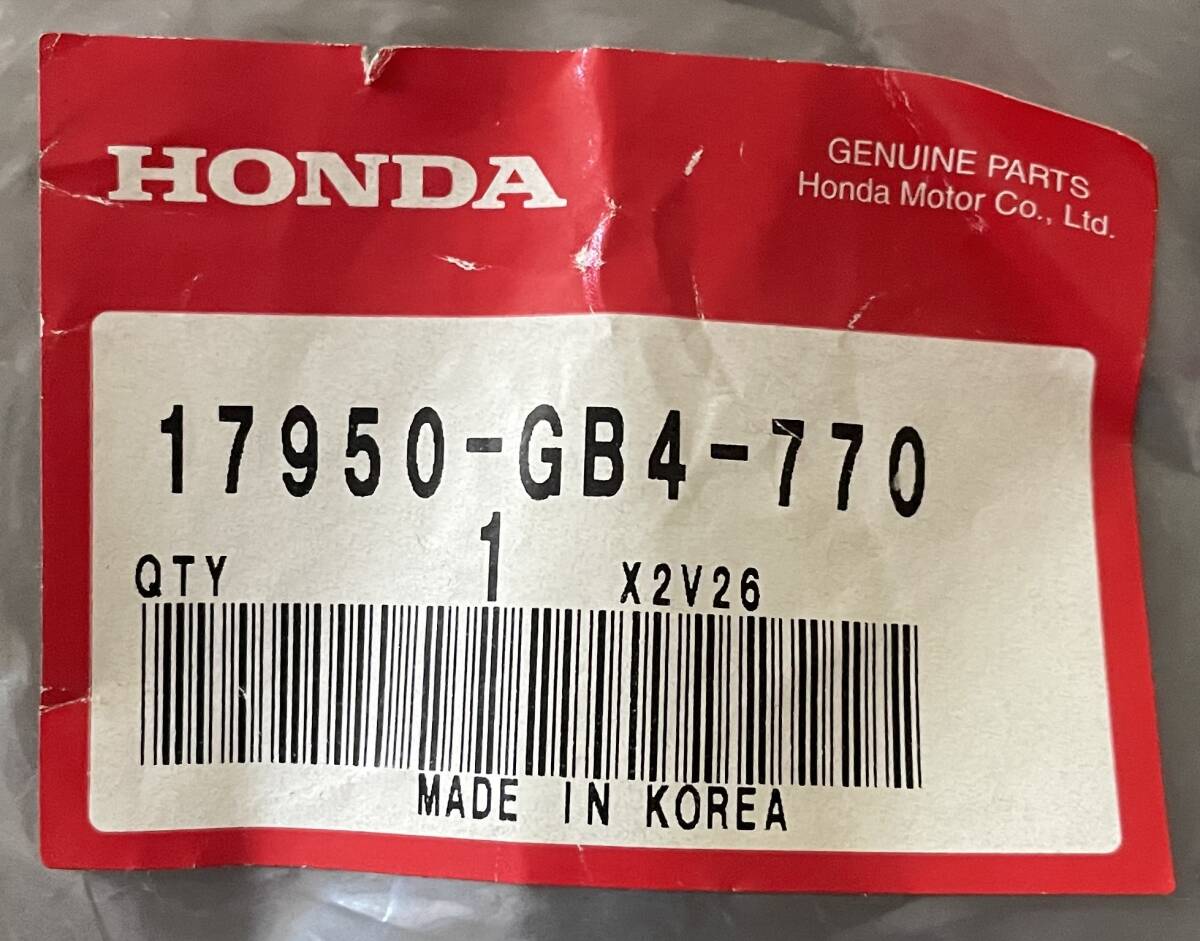 HONDA
GENUINE PARTS
Honda Motor Co., Ltd.
17950-GB4-770
QTY 1 X2V26
MADE IN KOREA